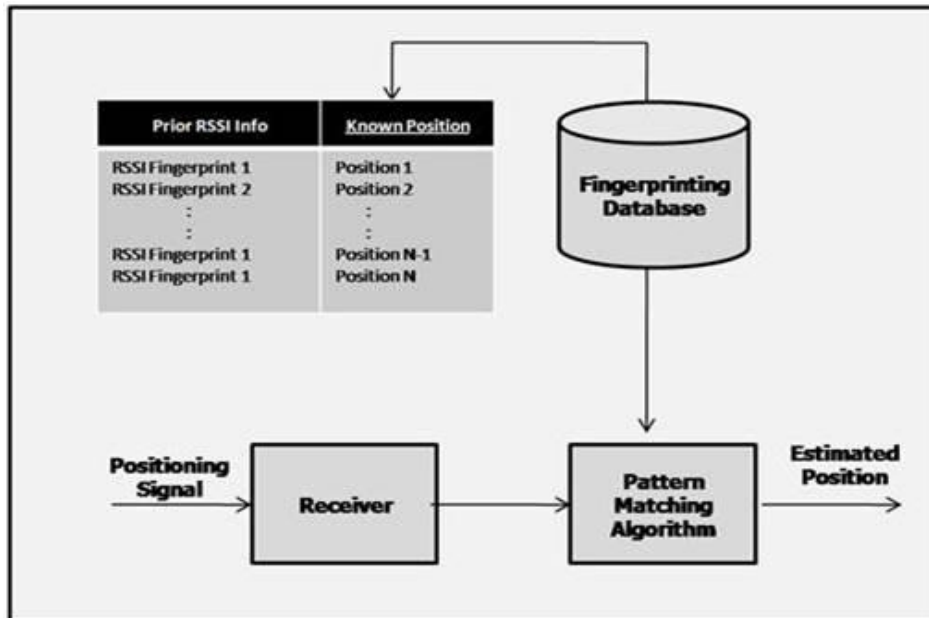 Prior RSSI Info Known Position
RSSI Fingerprint 1 Position 1
RSSI Fingerprint 2 Position 2
: :
: :
RSSI Fingerprint 1 Position N-1
RSSI Fingerprint 1 Position N
Fingerprinting
Database
Positioning
Signal
Receiver
Pattern
Matching
Algorithm
Estimated
Position